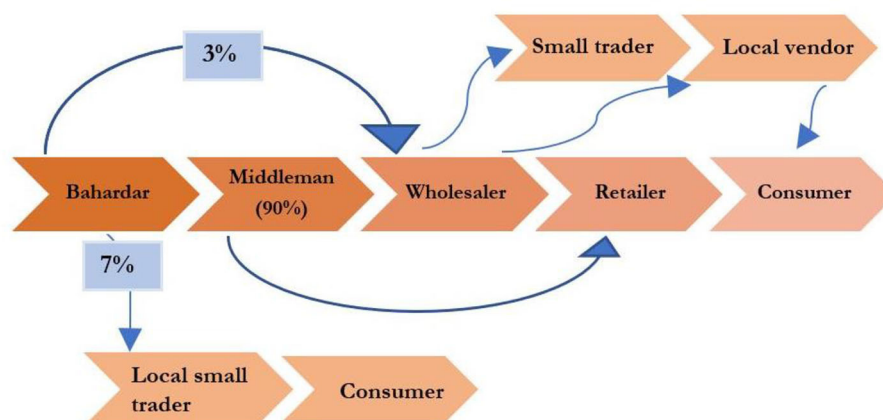 3%
Small trader
Local vendor
Bahardar
Middleman
(90%)
Wholesaler
Retailer
Consumer
7%
Local small
trader
Consumer